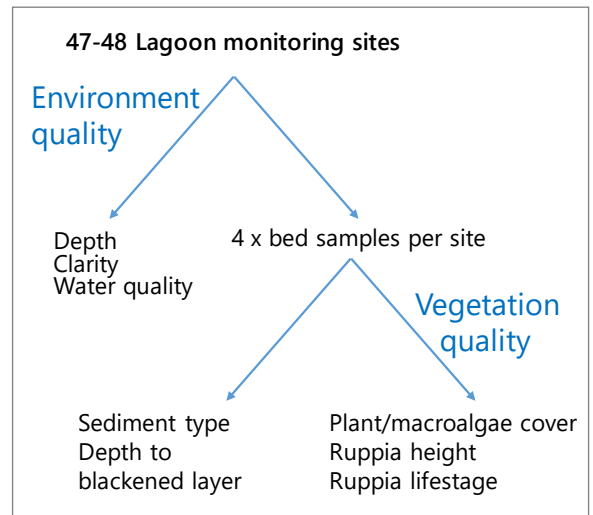 47-48 Lagoon monitoring sites
Environment
quality
Depth
Clarity
Water quality
4 x bed samples per site
Vegetation
quality
Sediment type
Depth to
blackened layer
Plant/macroalgae cover
Ruppia height
Ruppia lifestage